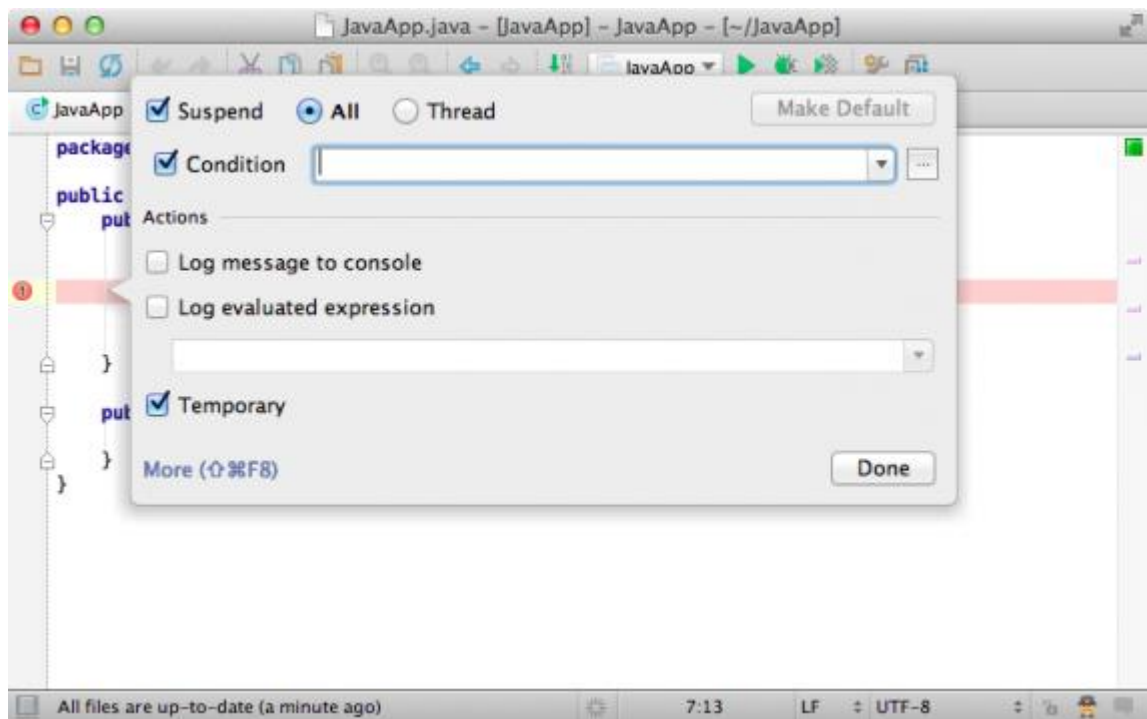 JavaApp.java – [JavaApp] – JavaApp – [~/JavaApp]
JavaApp
JavaApp
Suspend All Thread Make Default
package
Condition
public
pub
Actions
Log message to console
Log evaluated expression
}
pub
Temporary
}
More (⇧⌘F8) Done
}
All files are up-to-date (a minute ago) 7:13 LF UTF-8